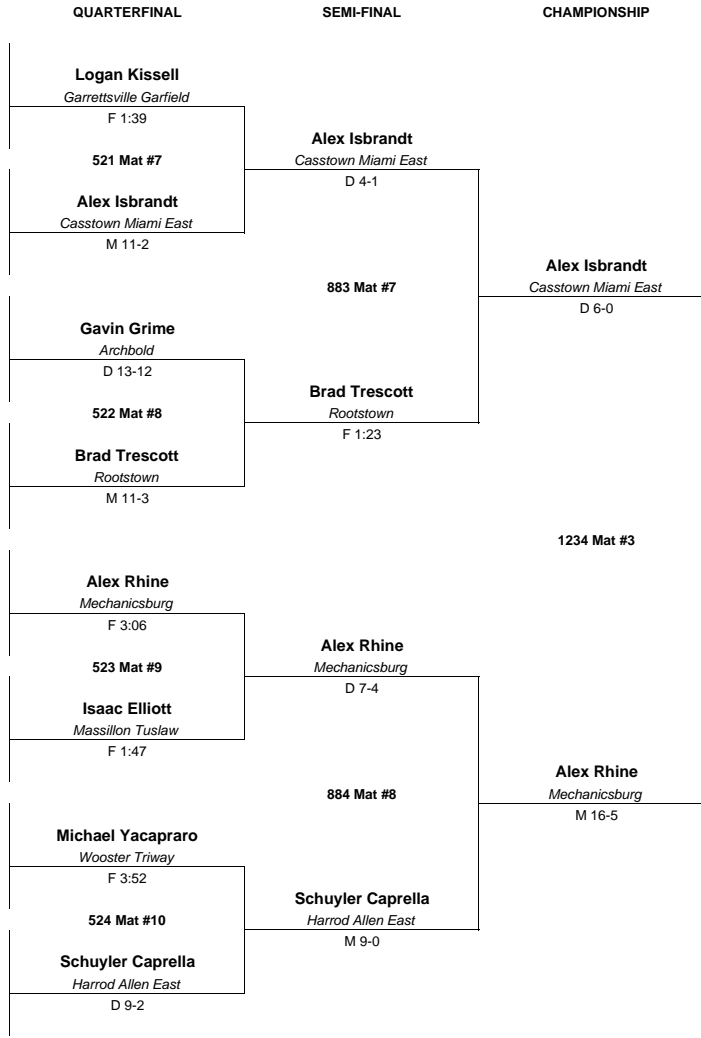 QUARTERFINAL SEMI-FINAL CHAMPIONSHIP
Logan Kissell
Garrettsville Garfield
F 1:39
Alex Isbrandt
521 Mat #7
Casstown Miami East
D 4-1
Alex Isbrandt
Casstown Miami East
M 11-2
Alex Isbrandt
883 Mat #7
Casstown Miami East
D 6-0
Gavin Grime
Archbold
D 13-12
Brad Trescott
522 Mat #8
Rootstown
F 1:23
Brad Trescott
Rootstown
M 11-3
1234 Mat #3
Alex Rhine
Mechanicsburg
F 3:06
Alex Rhine
523 Mat #9
Mechanicsburg
D 7-4
Isaac Elliott
Massillon Tuslaw
F 1:47
Alex Rhine
884 Mat #8
Mechanicsburg
M 16-5
Michael Yacapraro
Wooster Triway
F 3:52
Schuyler Caprella
524 Mat #10
Harrod Allen East
M 9-0
Schuyler Caprella
Harrod Allen East
D 9-2